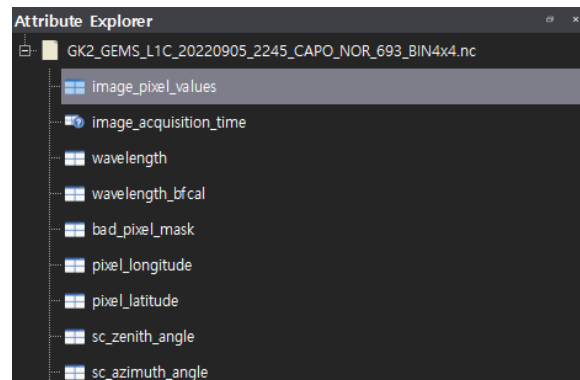 Attribute Explorer
GK2_GEMS_L1C_20220905_2245_CAPO_NOR_693_BIN4x4.nc
image_pixel_values
image_acquisition_time
wavelength
wavelength_bfcal
bad_pixel_mask
pixel_longitude
pixel_latitude
sc_zenith_angle
sc_azimuth_angle